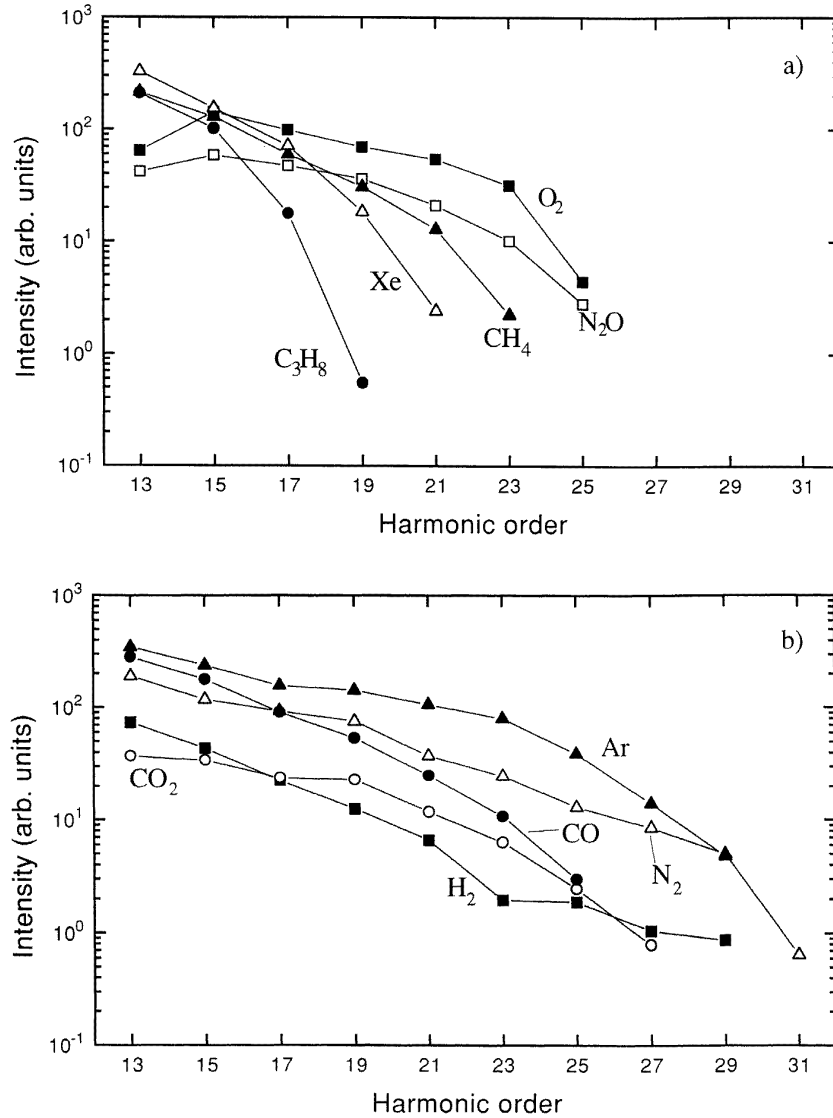 a)
Intensity (arb. units)
10³
10²
10¹
10⁰
10⁻¹
O₂
Xe
N₂O
CH₄
C₃H₈
13 15 17 19 21 23 25 27 29 31
Harmonic order
b)
Intensity (arb. units)
10³
10²
10¹
10⁰
10⁻¹
Ar
CO₂
CO
N₂
H₂
13 15 17 19 21 23 25 27 29 31
Harmonic order